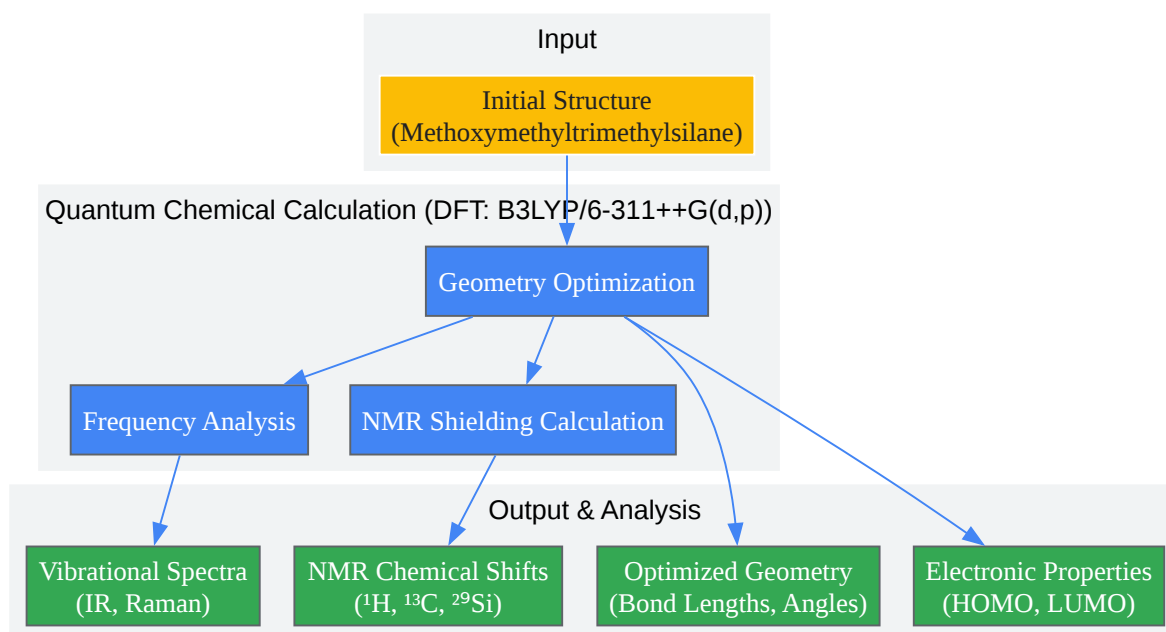 Input
Initial Structure
(Methoxymethyltrimethylsilane)
Quantum Chemical Calculation (DFT: B3LYP/6-311++G(d,p))
Geometry Optimization
Frequency Analysis
NMR Shielding Calculation
Output & Analysis
Vibrational Spectra
(IR, Raman)
NMR Chemical Shifts
(¹H, ¹³C, ²⁹Si)
Optimized Geometry
(Bond Lengths, Angles)
Electronic Properties
(HOMO, LUMO)